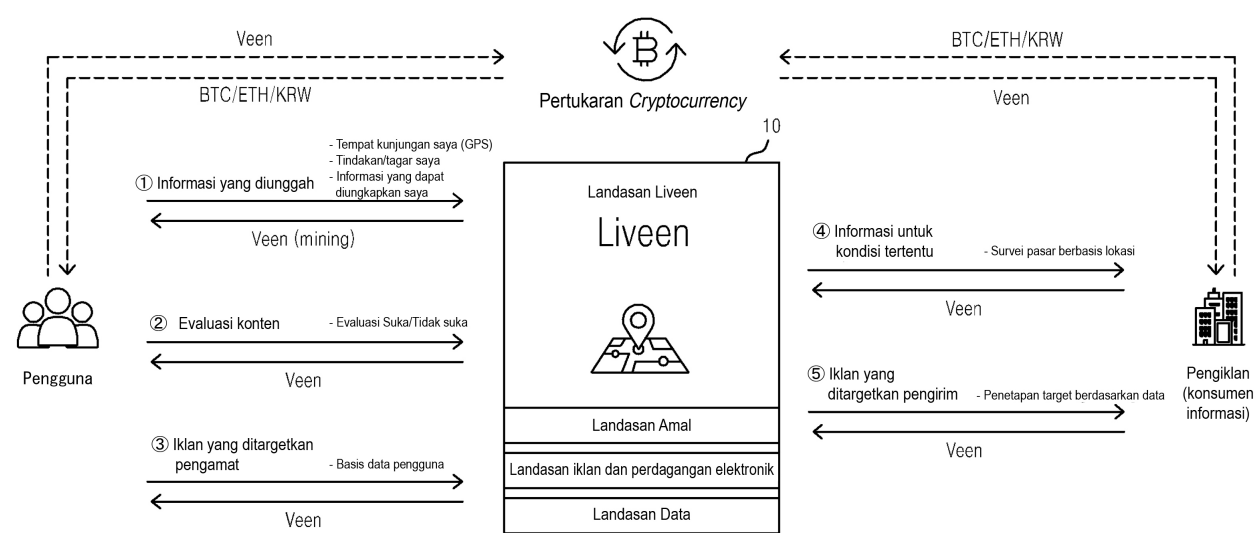 Veen
BTC/ETH/KRW
Pertukaran Cryptocurrency
BTC/ETH/KRW
Veen
10
① Informasi yang diunggah
- Tempat kunjungan saya (GPS)
- Tindakan/tagar saya
- Informasi yang dapat
diungkapkan saya
Veen (mining)
② Evaluasi konten
- Evaluasi Suka/Tidak suka
Veen
③ Iklan yang ditargetkan
pengamat
- Basis data pengguna
Veen
Pengguna
Landasan Liveen
Liveen
Landasan Amal
Landasan iklan dan perdagangan elektronik
Landasan Data
④ Informasi untuk
kondisi tertentu
- Survei pasar berbasis lokasi
Veen
⑤ Iklan yang
ditargetkan pengirim
- Penetapan target berdasarkan data
Veen
Pengiklan
(konsumen
informasi)